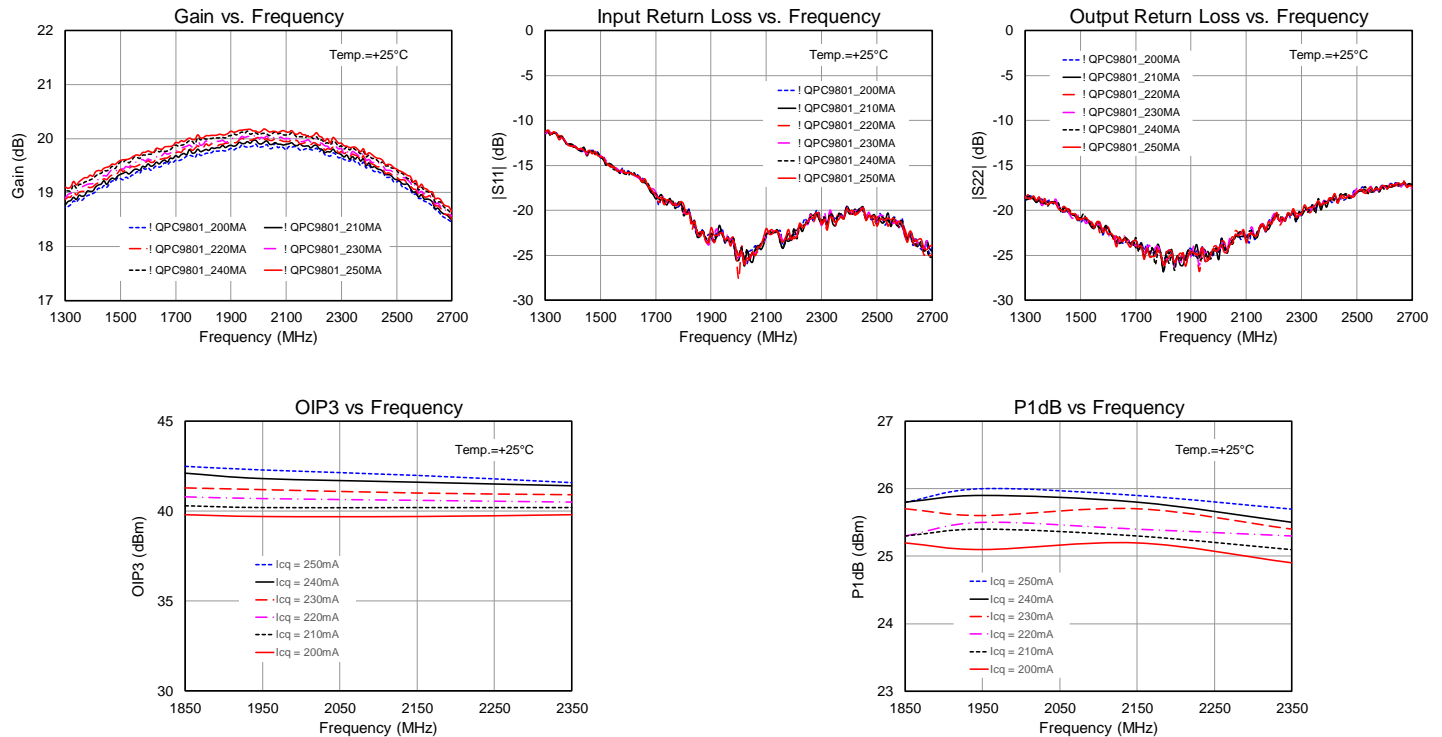 Gain vs. Frequency
22
21
20
19
18
17
Gain (dB)
Temp.=+25°C
! QPC9801_200MA
! QPC9801_210MA
! QPC9801_220MA
! QPC9801_230MA
! QPC9801_240MA
! QPC9801_250MA
1300 1500 1700 1900 2100 2300 2500 2700
Frequency (MHz)
Input Return Loss vs. Frequency
0
-5
-10
-15
-20
-25
-30
|S11| (dB)
Temp.=+25°C
! QPC9801_200MA
! QPC9801_210MA
! QPC9801_220MA
! QPC9801_230MA
! QPC9801_240MA
! QPC9801_250MA
1300 1500 1700 1900 2100 2300 2500 2700
Frequency (MHz)
Output Return Loss vs. Frequency
0
-5
-10
-15
-20
-25
-30
|S22| (dB)
Temp.=+25°C
! QPC9801_200MA
! QPC9801_210MA
! QPC9801_220MA
! QPC9801_230MA
! QPC9801_240MA
! QPC9801_250MA
1300 1500 1700 1900 2100 2300 2500 2700
Frequency (MHz)
OIP3 vs Frequency
45
40
35
30
OIP3 (dBm)
Temp.=+25°C
Icq = 250mA
Icq = 240mA
Icq = 230mA
Icq = 220mA
Icq = 210mA
Icq = 200mA
1850 1950 2050 2150 2250 2350
Frequency (MHz)
P1dB vs Frequency
27
26
25
24
23
P1dB (dBm)
Temp.=+25°C
Icq = 250mA
Icq = 240mA
Icq = 230mA
Icq = 220mA
Icq = 210mA
Icq = 200mA
1850 1950 2050 2150 2250 2350
Frequency (MHz)